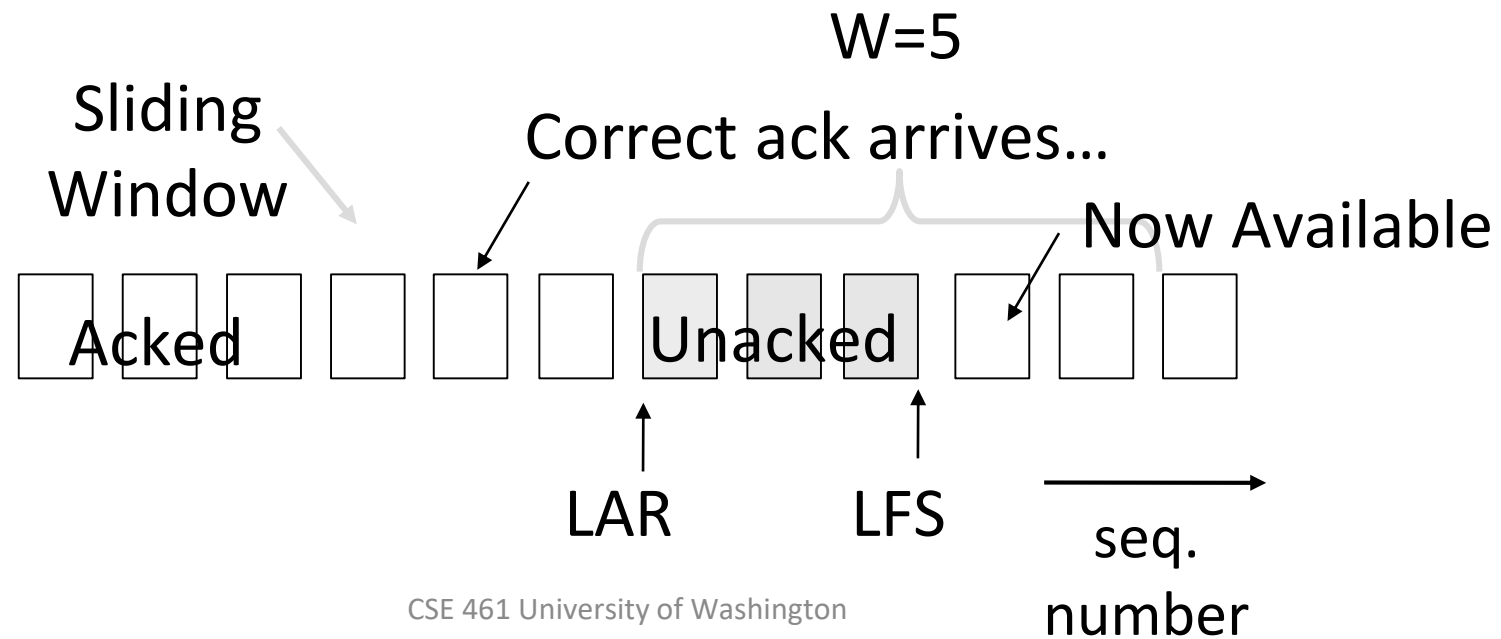 W=5
Sliding
Window
Correct ack arrives…
Now Available
Acked
Unacked
LAR
LFS
seq.
number
CSE 461 University of Washington